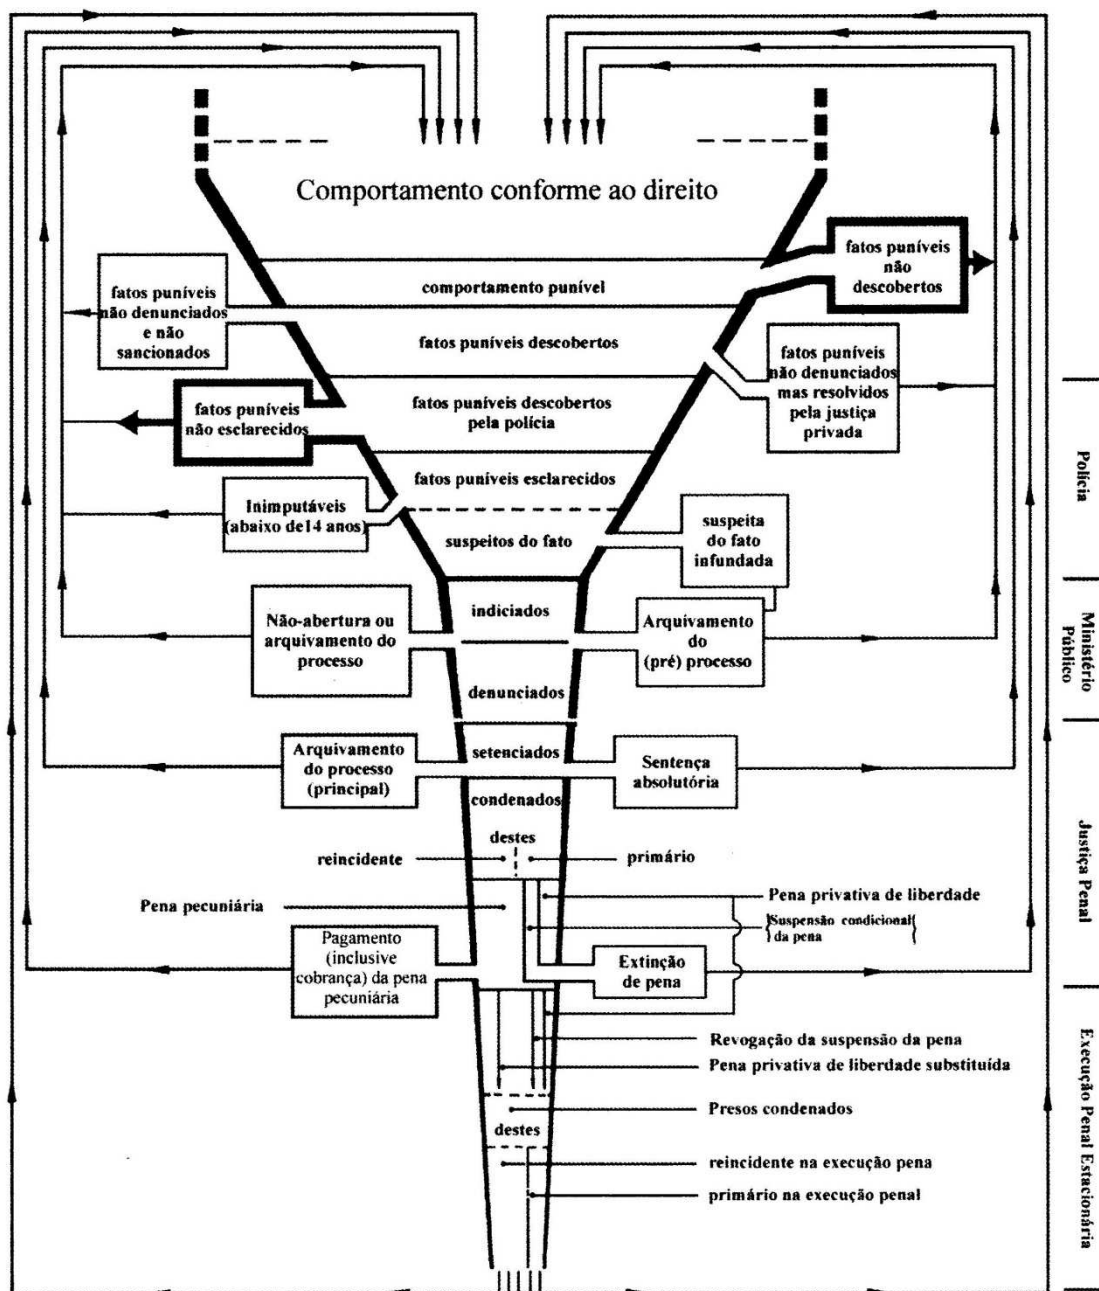 Comportamento conforme ao direito
fatos puníveis
não
descobertos
comportamento punível
fatos puníveis
não denunciados
e não
sancionados
fatos puníveis descobertos
fatos puníveis
não denunciados
mas resolvidos
pela justiça
privada
fatos puníveis
não esclarecidos
fatos puníveis descobertos
pela polícia
Polícia
fatos puníveis esclarecidos
Inimputáveis
(abaixo de14 anos)
suspeitos do fato
suspeita
do fato
infundada
indiciados
Não-abertura ou
arquivamento do
processo
Arquivamento
do
(pré) processo
Ministério
Público
denunciados
setenciados
Arquivamento
do processo
(principal)
Sentença
absolutória
condenados
destes
reincidente
primário
Justiça Penal
Pena privativa de liberdade
Pena pecuniária
Suspensão condicional
da pena
Pagamento
(inclusive
cobrança) da pena
pecuniária
Extinção
de pena
Revogação da suspensão da pena
Pena privativa de liberdade substituída
Presos condenados
destes
reincidente na execução pena
primário na execução penal
Execução Penal Estacionária